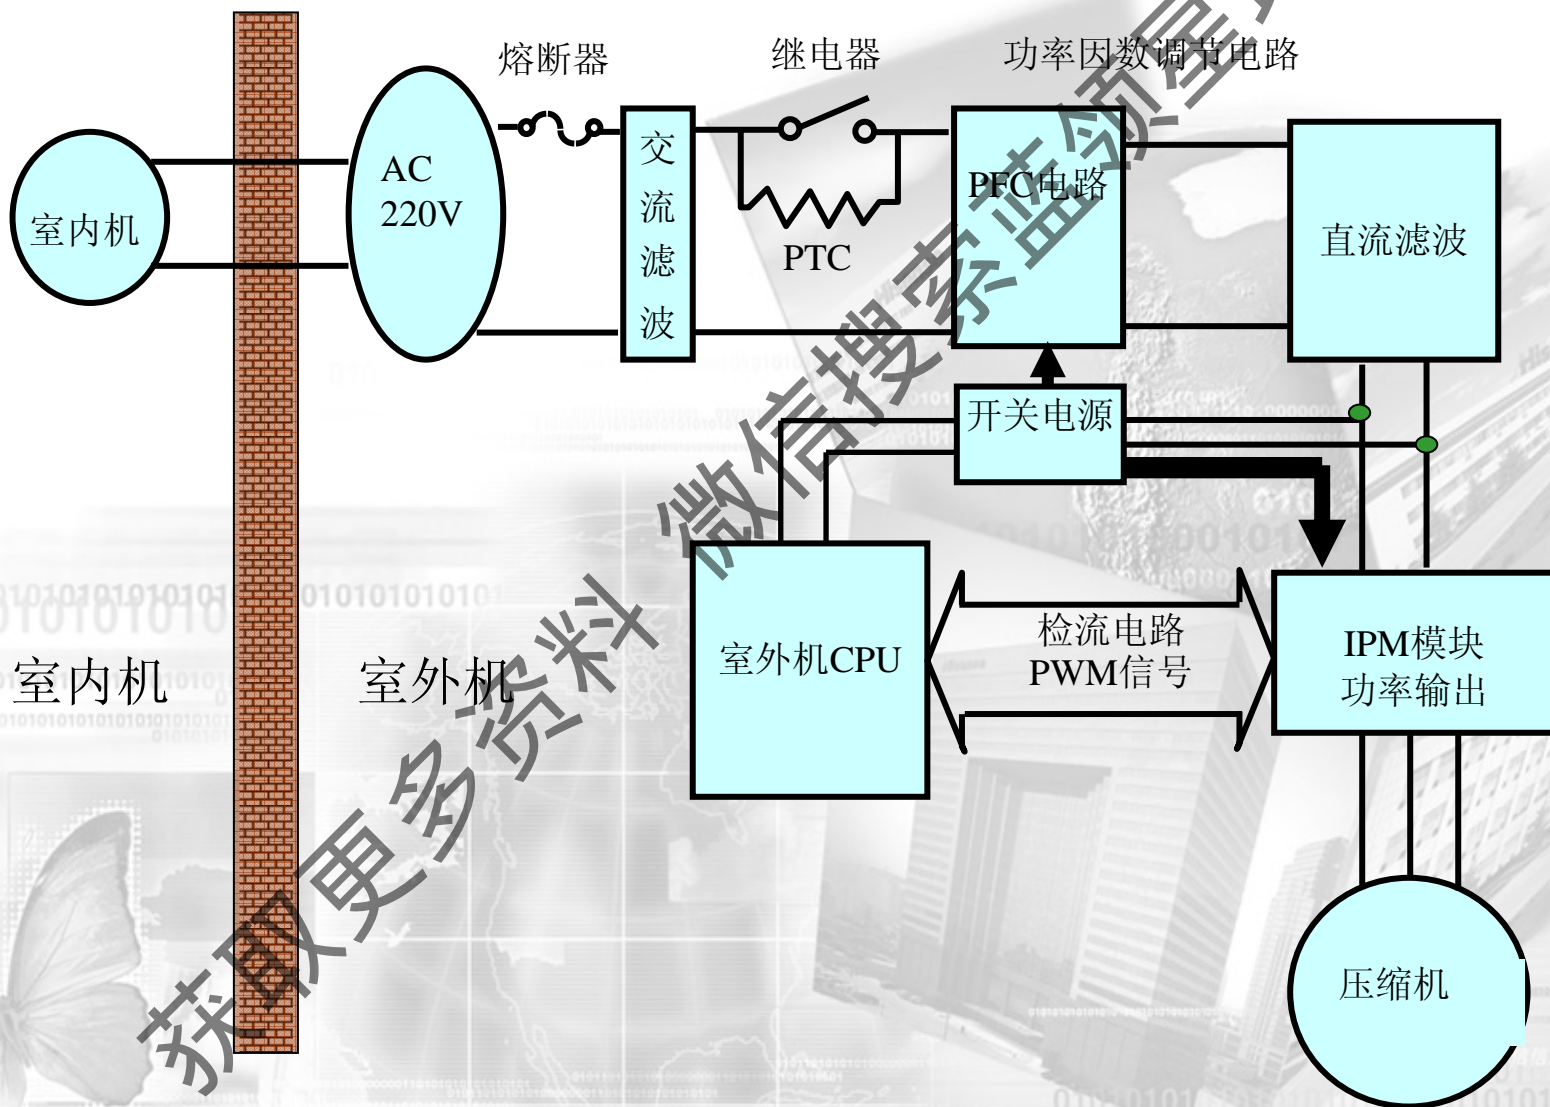 熔断器
继电器
功率因数调节电路
AC
220V
交流滤波
PFC电路
室内机
直流滤波
PTC
开关电源
检流电路
PWM信号
室外机CPU
IPM模块
功率输出
室内机
室外机
压缩机
获取更多资料 微信搜索蓝领星